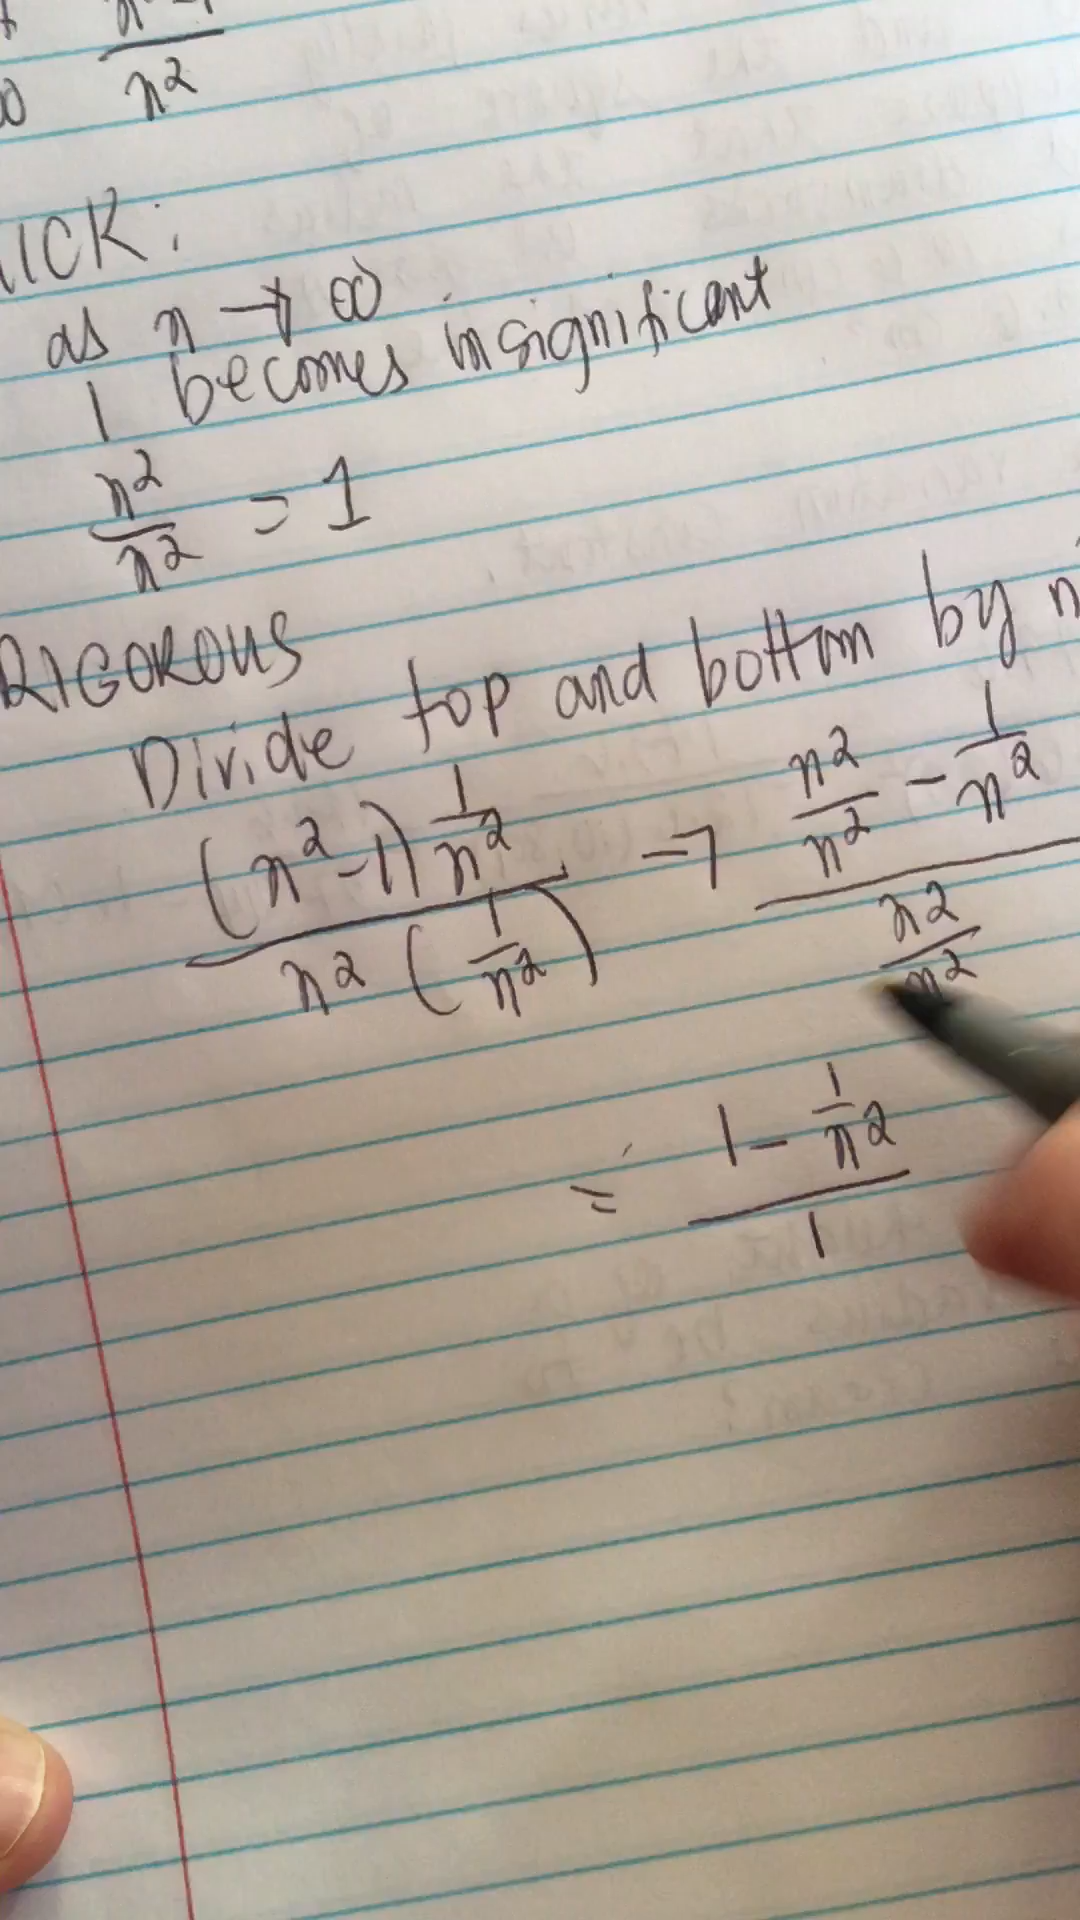 n²
∞
ICK:
as n → ∞
1 becomes insignificant
n²/n² = 1
RIGOROUS
Divide top and bottom by n
(n²-1) 1/n² / n² (1/n²) → n²/n² - 1/n² / n²/n²
= 1 - 1/n² / 1